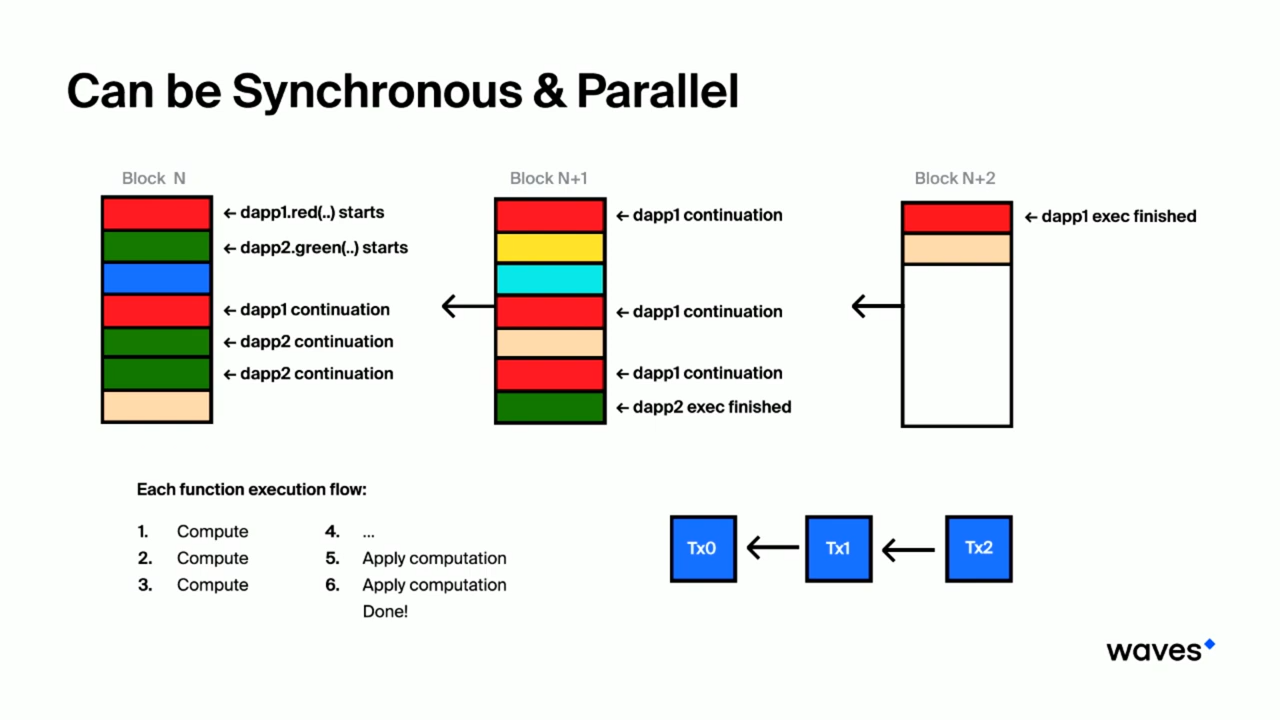 Can be Synchronous & Parallel
Block N
← dapp1.red(..) starts
← dapp2.green(..) starts
← dapp1 continuation
← dapp2 continuation
← dapp2 continuation
Block N+1
← dapp1 continuation
← dapp1 continuation
← dapp1 continuation
← dapp2 exec finished
Block N+2
← dapp1 exec finished
Each function execution flow:
1. Compute
2. Compute
3. Compute
4. ...
5. Apply computation
6. Apply computation
Done!
Tx0
Tx1
Tx2
waves